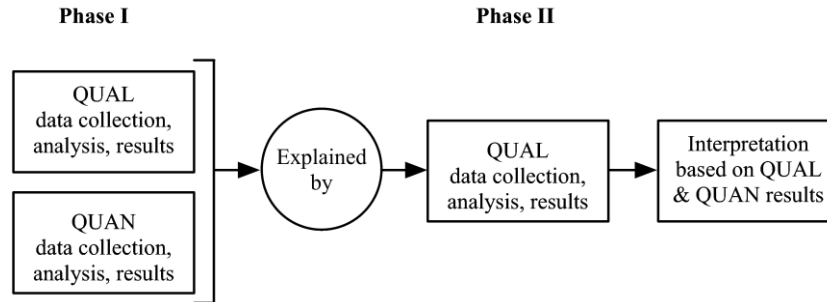 Phase I
Phase II
QUAL
data collection,
analysis, results
QUAN
data collection,
analysis, results
Explained
by
QUAL
data collection,
analysis, results
Interpretation
based on QUAL
& QUAN results